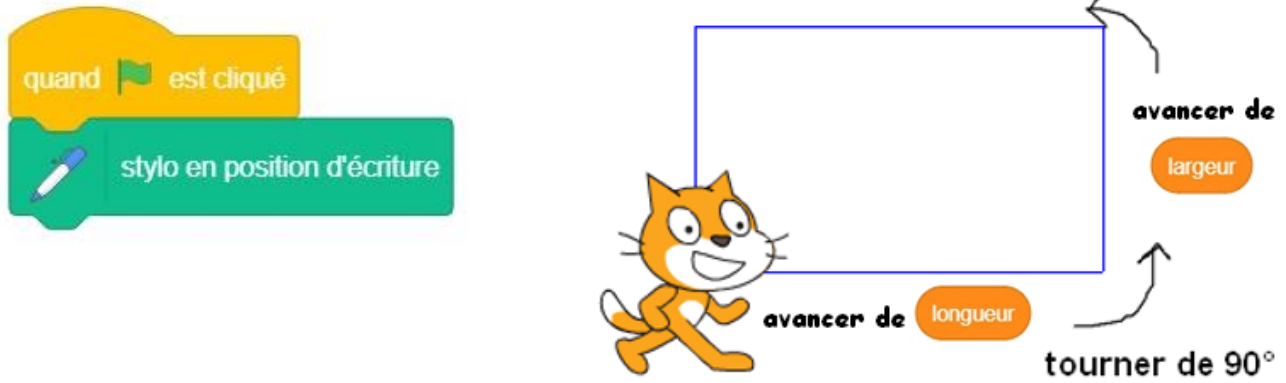 quand est cliqué
stylo en position d'écriture
avancer de
largeur
avancer de longueur
tourner de 90°